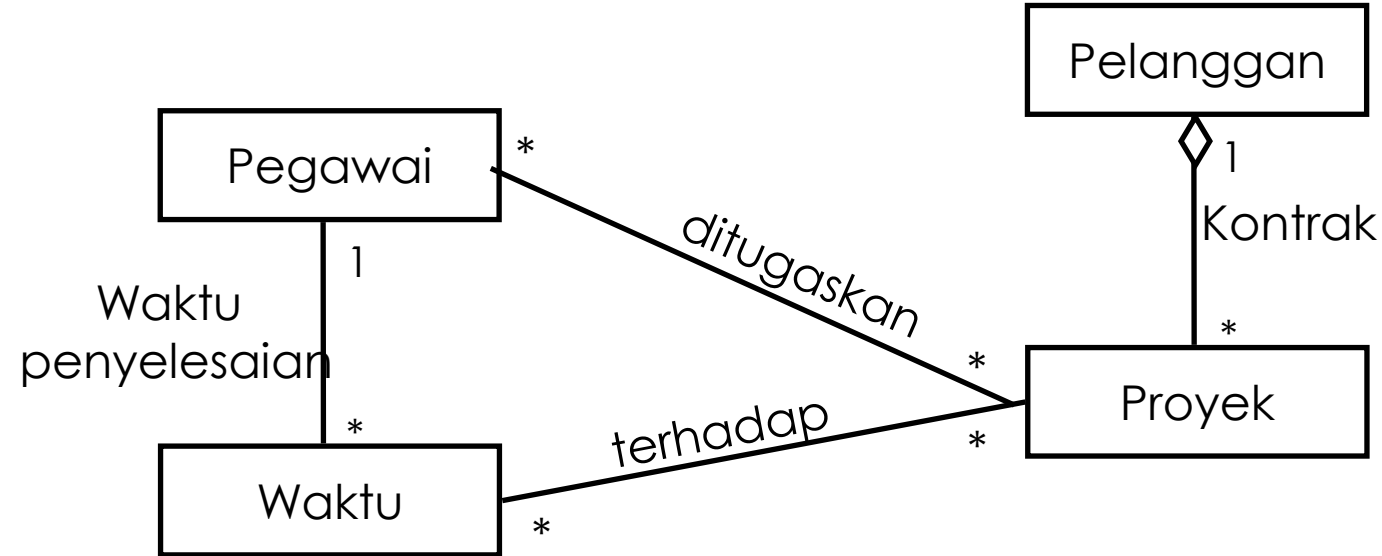 Pelanggan
1
Kontrak
*
Pegawai
*
ditugaskan
*
1
Waktu
penyelesaian
*
Proyek
terhadap
*
Waktu
*